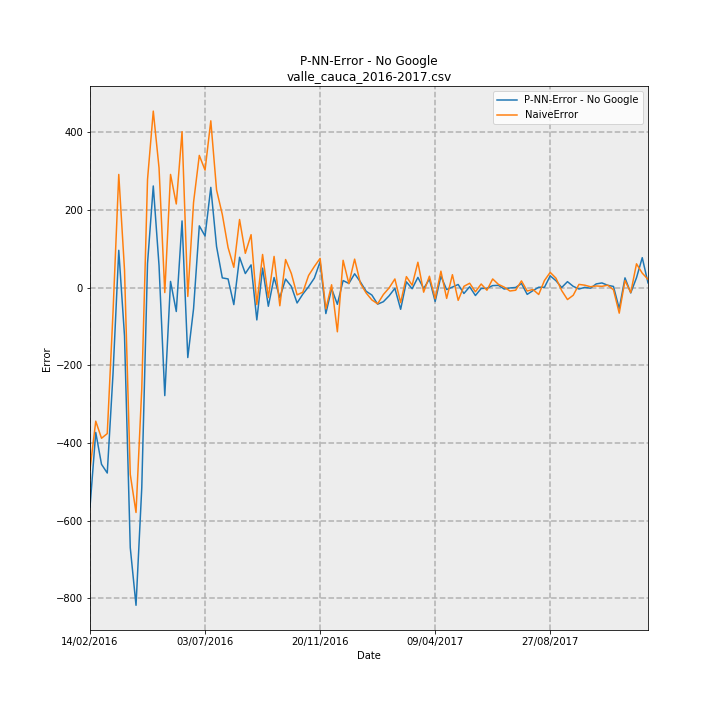 P-NN-Error - No Google
valle_cauca_2016-2017.csv
P-NN-Error - No Google
NaiveError
400
200
0
−200
−400
−600
−800
Error
14/02/2016
03/07/2016
20/11/2016
09/04/2017
27/08/2017
Date